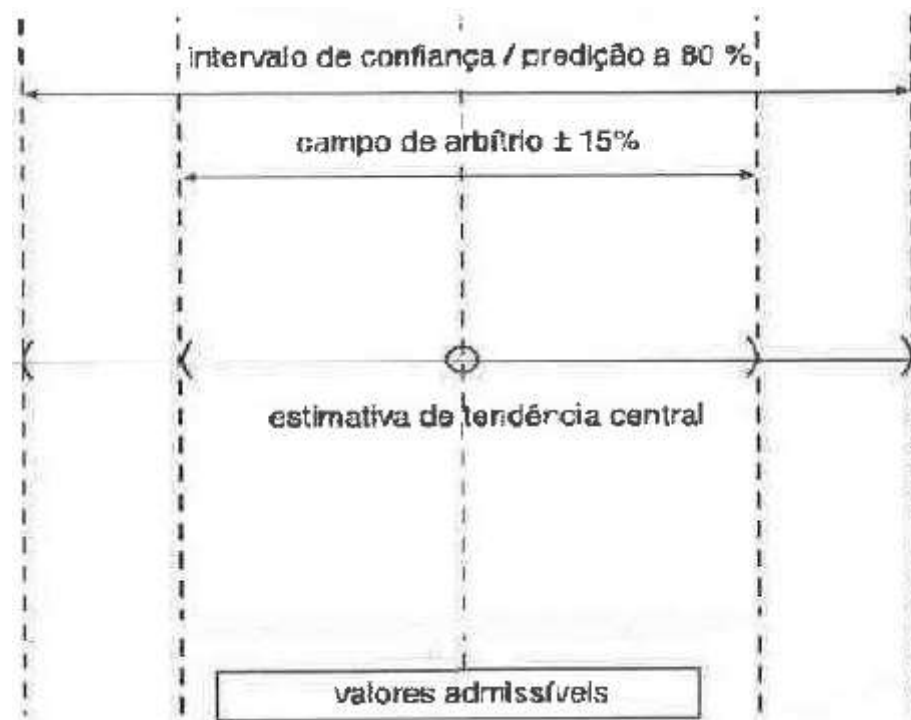 intervalo de confiança / predição a 80 %
campo de arbítrio ± 15%
estimativa de tendência central
valores admissíveis